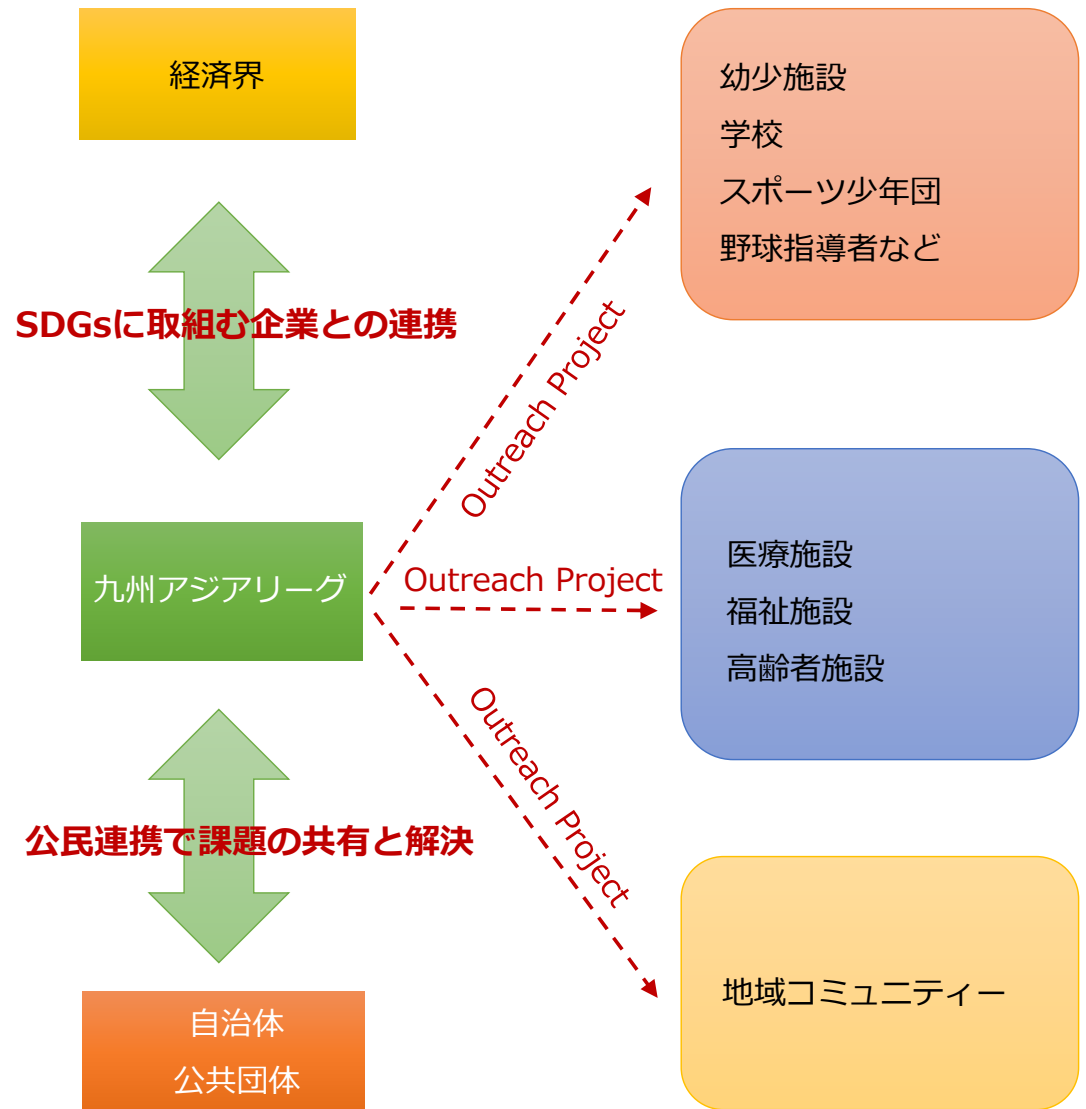 経済界
SDGsに取組む企業との連携
九州アジアリーグ
公民連携で課題の共有と解決
自治体
公共団体
Outreach Project
Outreach Project
Outreach Project
幼少施設
学校
スポーツ少年団
野球指導者など
医療施設
福祉施設
高齢者施設
地域コミュニティー